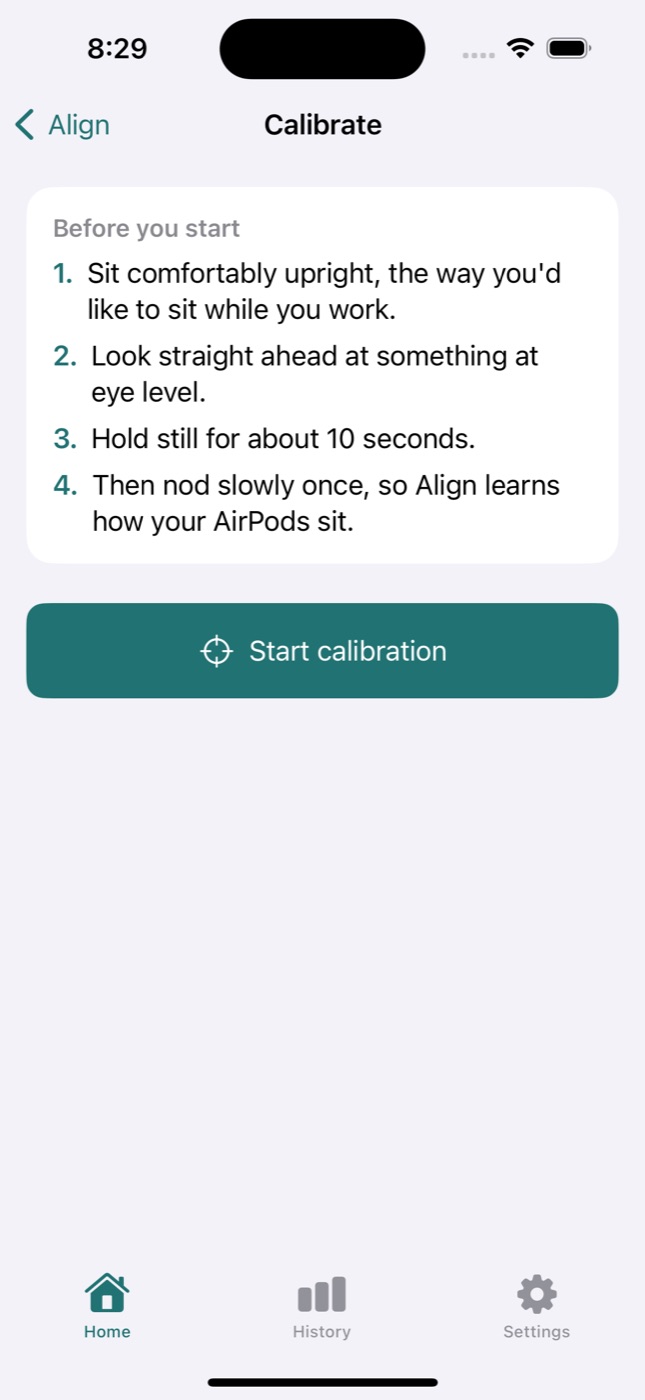 8:29
Align
Calibrate
Before you start
1. Sit comfortably upright, the way you'd
like to sit while you work.
2. Look straight ahead at something at
eye level.
3. Hold still for about 10 seconds.
4. Then nod slowly once, so Align learns
how your AirPods sit.
Start calibration
Home
History
Settings